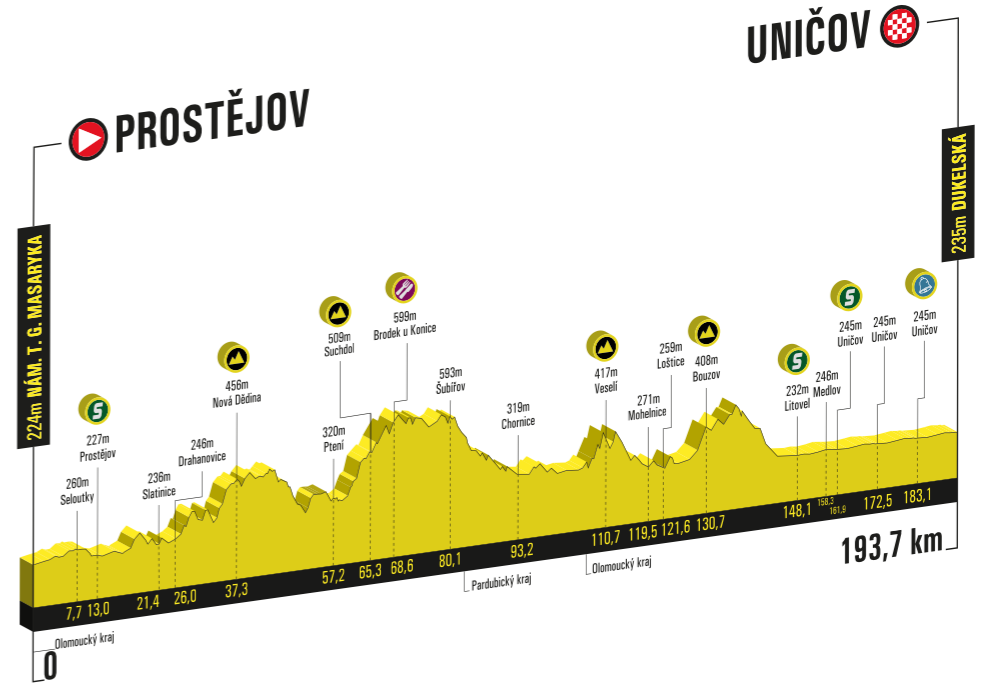 UNIČOV
PROSTĚJOV
224m NÁM. T. G. MASARYKA
235m DUKELSKÁ
260m
Seloutky
S
227m
Prostějov
236m
Slatinice
246m
Drahanovice
456m
Nová Dědina
320m
Ptení
509m
Suchdol
599m
Brodek u Konice
593m
Šubířov
319m
Chornice
417m
Veselí
271m
Mohelnice
259m
Loštice
408m
Bouzov
S
232m
Litovel
246m
Medlov
S
245m
Uničov
245m
Uničov
245m
Uničov
7,7
13,0
21,4
26,0
37,3
57,2
65,3
68,6
80,1
93,2
110,7
119,5
121,6
130,7
148,1
158,3
161,9
172,5
183,1
193,7 km
Olomoucký kraj
Pardubický kraj
Olomoucký kraj
0